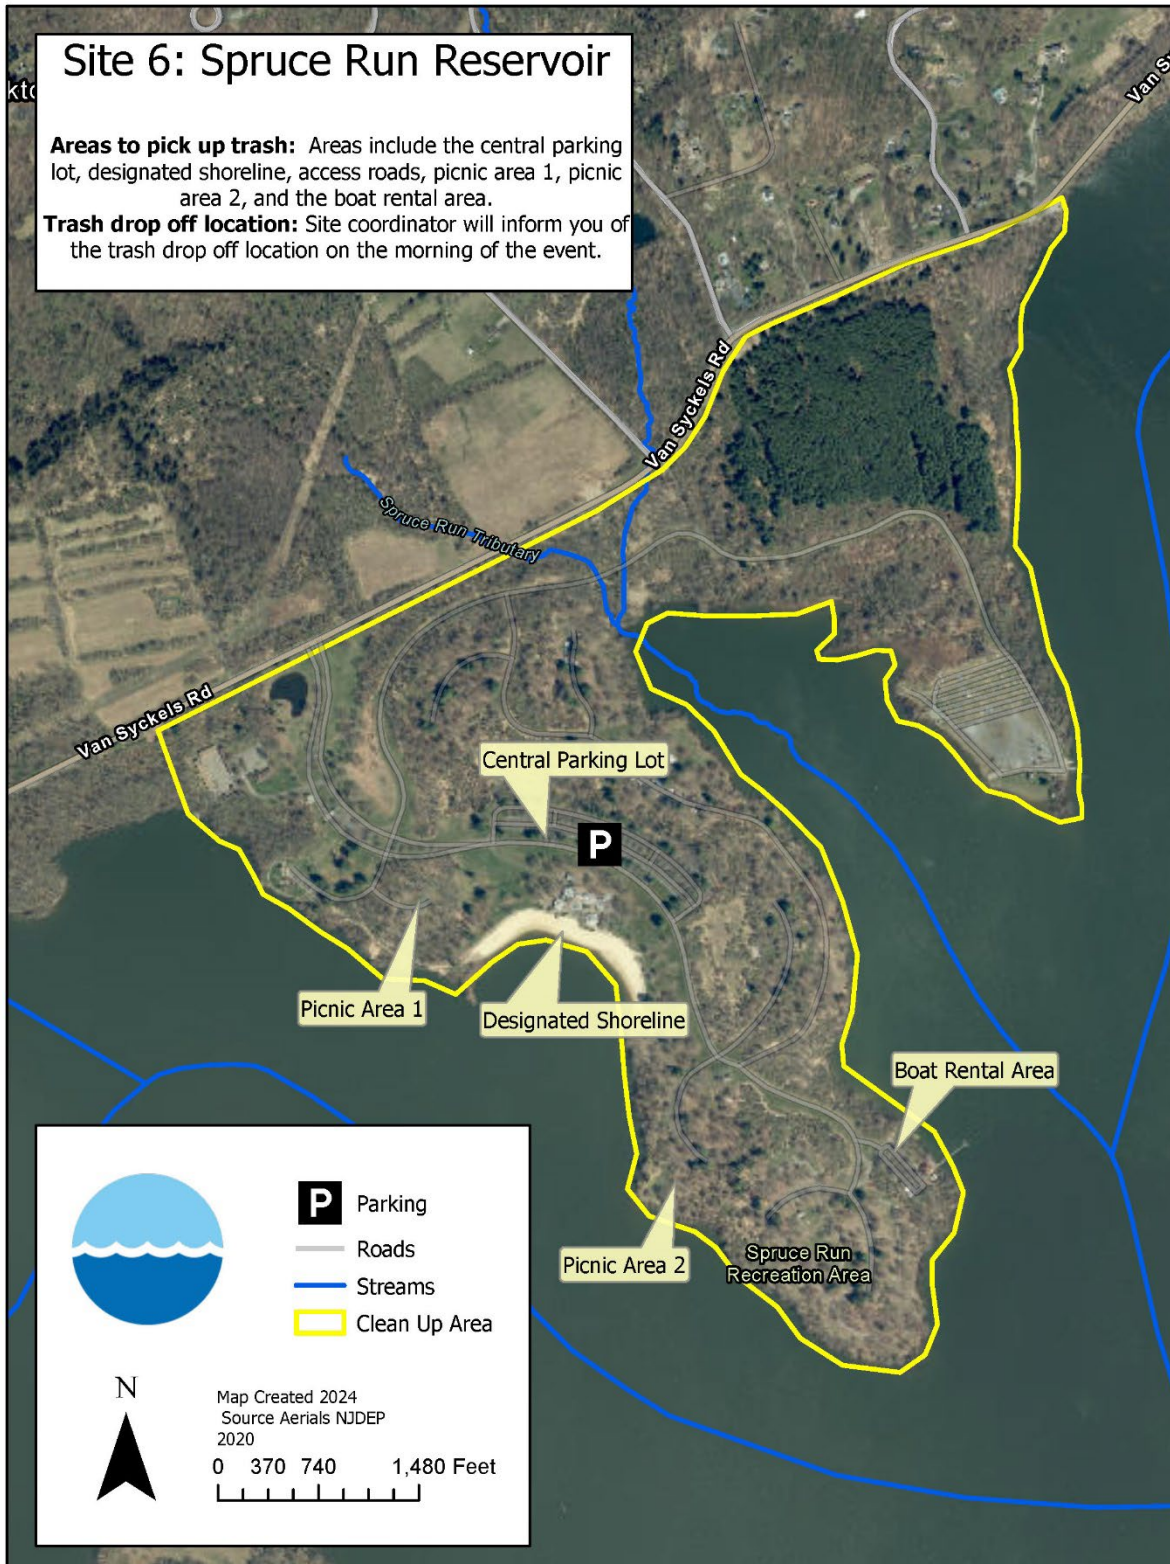 Site 6: Spruce Run Reservoir
Areas to pick up trash: Areas include the central parking
lot, designated shoreline, access roads, picnic area 1, picnic
area 2, and the boat rental area.
Trash drop off location: Site coordinator will inform you of
the trash drop off location on the morning of the event.
Van Syckels Rd
Spruce Run Tributary
Van Syckels Rd
Central Parking Lot
P
Picnic Area 1
Designated Shoreline
Boat Rental Area
Picnic Area 2
Spruce Run
Recreation Area
P Parking
Roads
Streams
Clean Up Area
N
Map Created 2024
Source Aerials NJDEP
2020
0 370 740 1,480 Feet